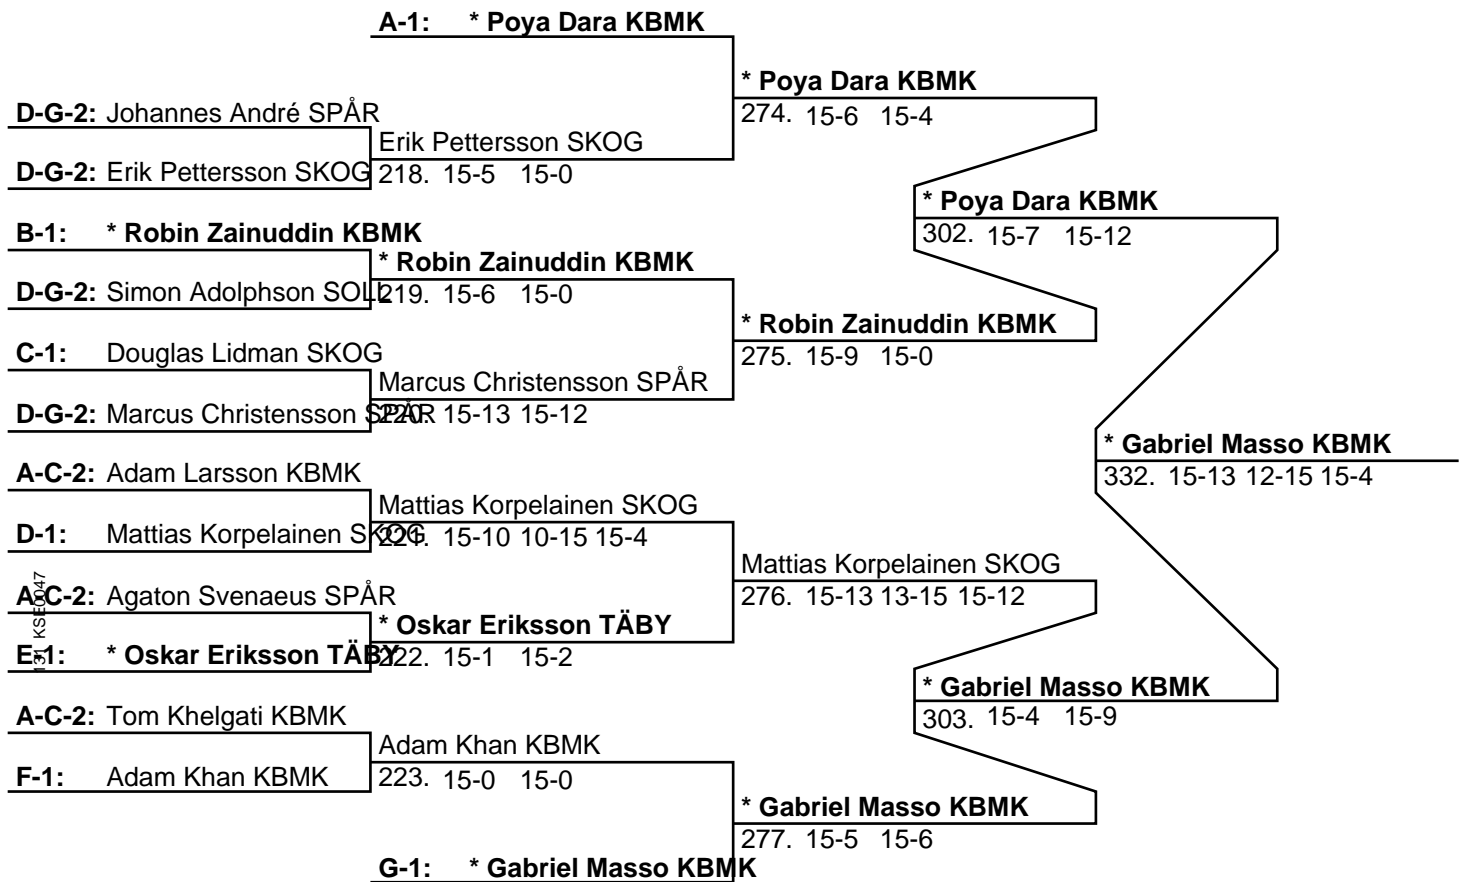 A-1: * Poya Dara KBMK
* Poya Dara KBMK
274. 15-6 15-4
D-G-2: Johannes André SPÅR
Erik Pettersson SKOG
D-G-2: Erik Pettersson SKOG
218. 15-5 15-0
* Poya Dara KBMK
302. 15-7 15-12
B-1: * Robin Zainuddin KBMK
* Robin Zainuddin KBMK
D-G-2: Simon Adolphson SOLL
219. 15-6 15-0
* Robin Zainuddin KBMK
275. 15-9 15-0
C-1: Douglas Lidman SKOG
Marcus Christensson SPÅR
D-G-2: Marcus Christensson SPÅR
220. 15-13 15-12
* Gabriel Masso KBMK
332. 15-13 12-15 15-4
A-C-2: Adam Larsson KBMK
Mattias Korpelainen SKOG
D-1: Mattias Korpelainen SKOG
221. 15-10 10-15 15-4
Mattias Korpelainen SKOG
276. 15-13 13-15 15-12
A-C-2: Agaton Svenaeus SPÅR
* Oskar Eriksson TÄBY
E-1: * Oskar Eriksson TÄBY
222. 15-1 15-2
131 KSE0047
* Gabriel Masso KBMK
303. 15-4 15-9
A-C-2: Tom Khelgati KBMK
Adam Khan KBMK
F-1: Adam Khan KBMK
223. 15-0 15-0
* Gabriel Masso KBMK
277. 15-5 15-6
G-1: * Gabriel Masso KBMK